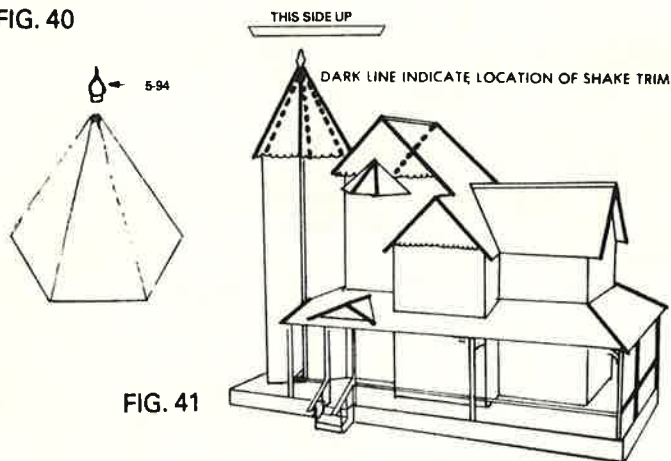 FIG. 40
THIS SIDE UP
5-94
DARK LINE INDICATE LOCATION OF SHAKE TRIM
FIG. 41